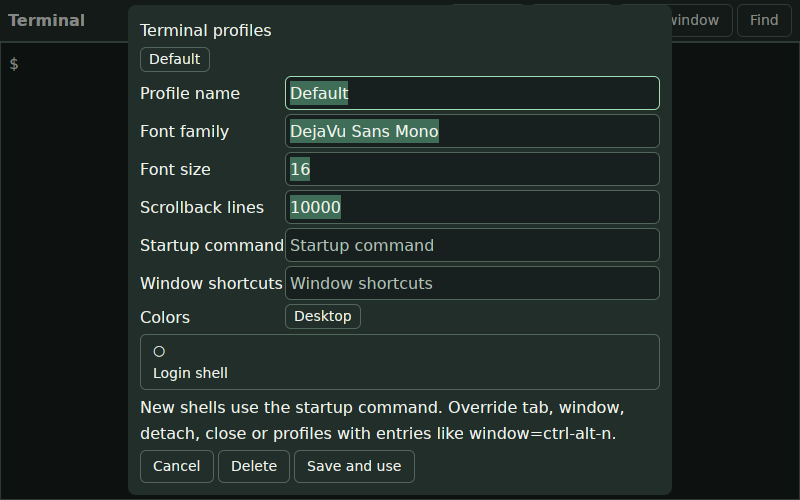 Terminal
window
Find
$
Terminal profiles
Default
Profile name Default
Font family DejaVu Sans Mono
Font size 16
Scrollback lines 10000
Startup command Startup command
Window shortcuts Window shortcuts
Colors Desktop
Login shell
New shells use the startup command. Override tab, window,
detach, close or profiles with entries like window=ctrl-alt-n.
Cancel Delete Save and use